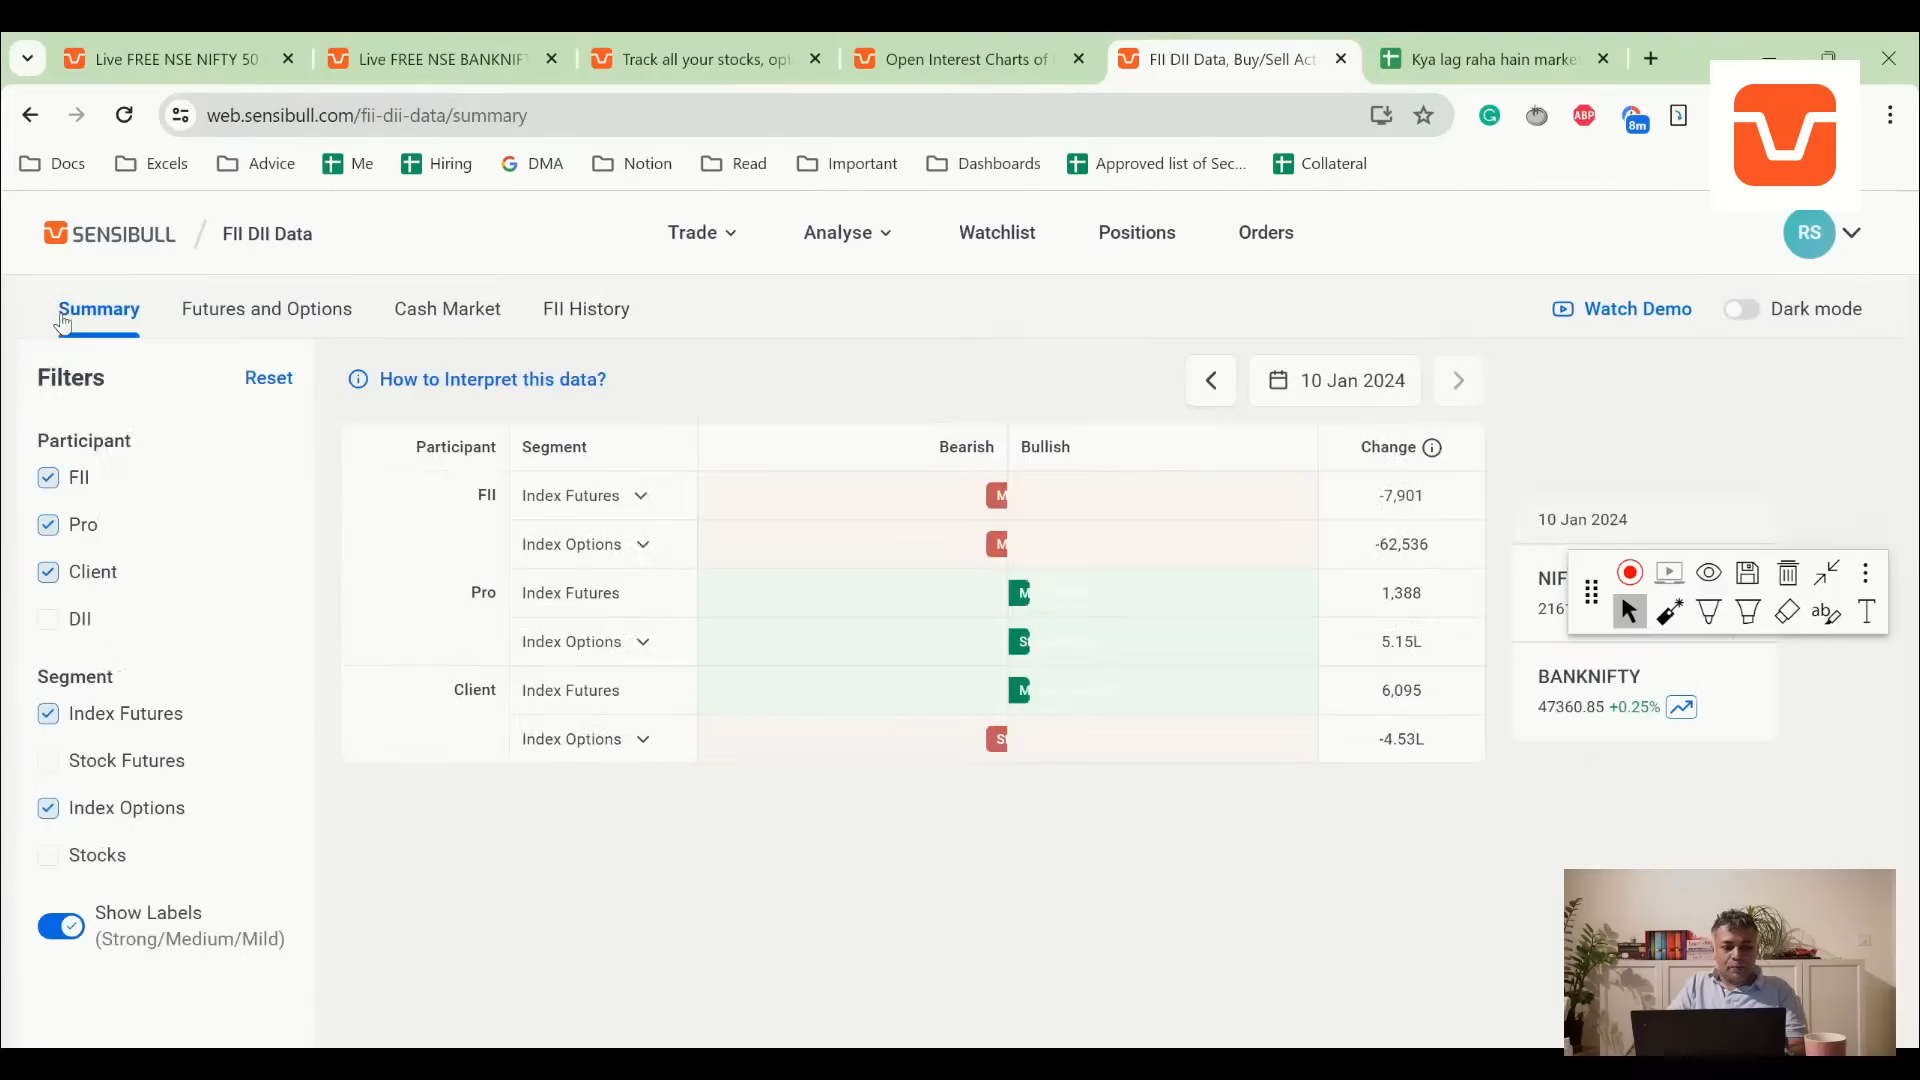 Live FREE NSE NIFTY 50
Live FREE NSE BANKNIFT
Track all your stocks, opt
Open Interest Charts of
FII DII Data, Buy/Sell Act
Kya lag raha hain marke
web.sensibull.com/fii-dii-data/summary
ABP
8m
Docs
Excels
Advice
Me
Hiring
DMA
Notion
Read
Important
Dashboards
Approved list of Sec...
Collateral
SENSIBULL / FII DII Data
Trade
Analyse
Watchlist
Positions
Orders
RS
Summary
Futures and Options
Cash Market
FII History
Watch Demo
Dark mode
Filters
Reset
How to Interpret this data?
10 Jan 2024
Participant
FII
Pro
Client
DII
Segment
Index Futures
Stock Futures
Index Options
Stocks
Show Labels
(Strong/Medium/Mild)
Participant Segment Bearish Bullish Change
FII Index Futures M -7,901
Index Options M -62,536
Pro Index Futures M 1,388
Index Options St 5.15L
Client Index Futures M 6,095
Index Options St -4.53L
10 Jan 2024
NIF
216
BANKNIFTY
47360.85 +0.25%
ab
T